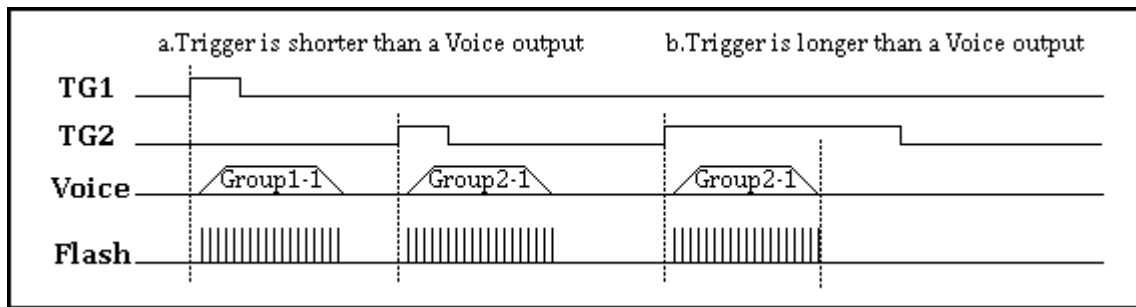 a.Trigger is shorter than a Voice output b.Trigger is longer than a Voice output
TG1
TG2
Voice Group1-1 Group2-1 Group2-1
Flash